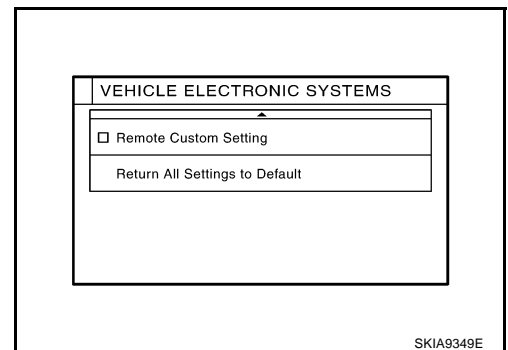 VEHICLE ELECTRONIC SYSTEMS
Remote Custom Setting
Return All Settings to Default
SKIA9349E